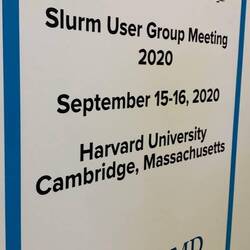 Slurm User Group Meeting
2020
September 15-16, 2020
Harvard University
Cambridge, Massachusetts